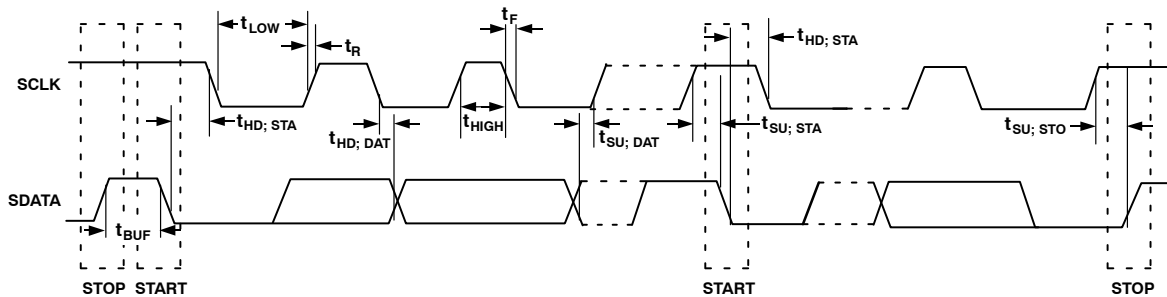 tLOW
tR
tF
tHD; STA
SCLK
tHD; STA
tHD; DAT
tHIGH
tSU; DAT
tSU; STA
tSU; STO
SDATA
tBUF
STOP START START STOP